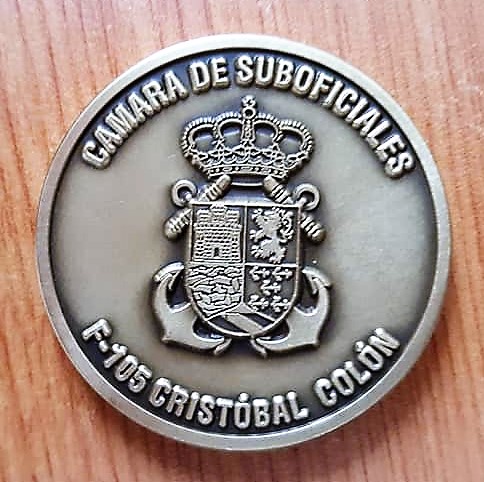 CAMARA DE SUBOFICIALES
F-105 CRISTÓBAL COLÓN